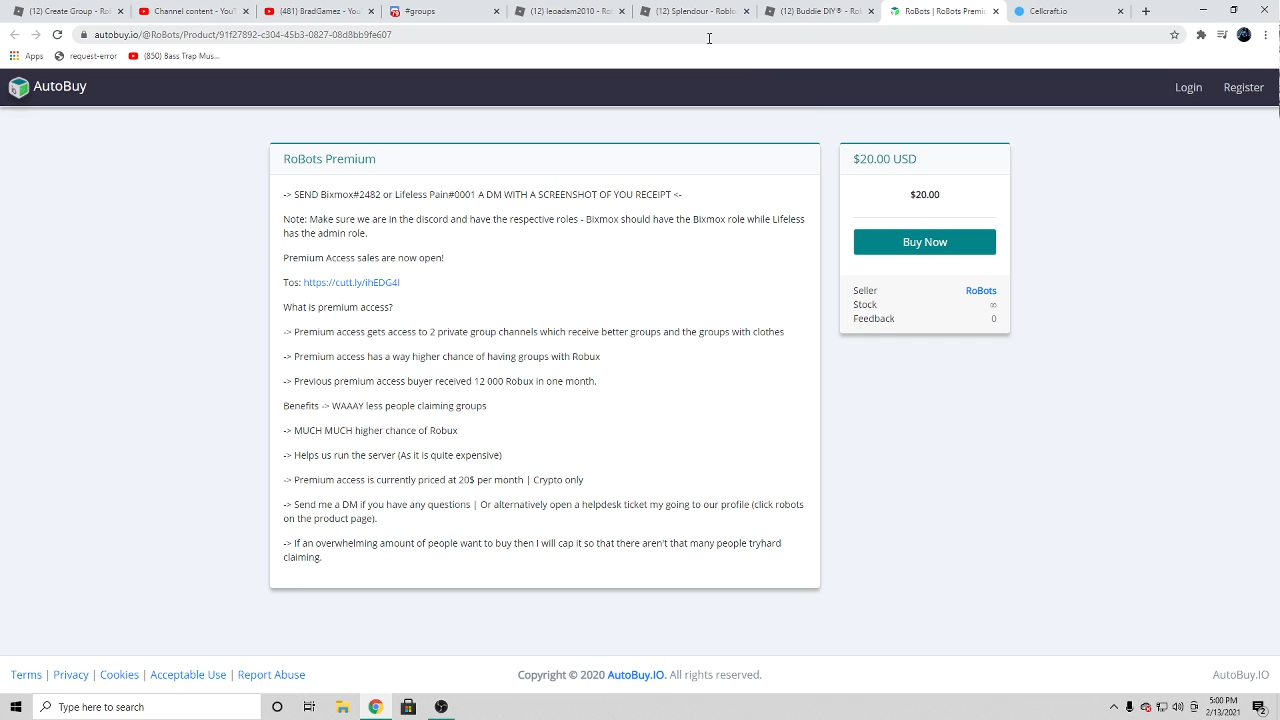 (12) Create Group - Rob
Channel content - YouT
(481) BradGamez - YouT
#groups
(12) leoadam2010 - Rob
(12) Splendour - Roblo
(12) Buddie DIY® - Rob
RoBots | RoBots Premi
Cellcraft.io
autobuy.io/@RoBots/Product/91f27892-c304-45b3-0827-08d8bb9fe607
Apps
request-error
(850) Bass Trap Mus...
AutoBuy
Login
Register
RoBots Premium
-> SEND Bixmox#2482 or Lifeless Pain#0001 A DM WITH A SCREENSHOT OF YOU RECEIPT <-
Note: Make sure we are in the discord and have the respective roles - Bixmox should have the Bixmox role while Lifeless
has the admin role.
Premium Access sales are now open!
Tos: https://cutt.ly/ihEDG4l
What is premium access?
-> Premium access gets access to 2 private group channels which receive better groups and the groups with clothes
-> Premium access has a way higher chance of having groups with Robux
-> Previous premium access buyer received 12 000 Robux in one month.
Benefits -> WAAAY less people claiming groups
-> MUCH MUCH higher chance of Robux
-> Helps us run the server (As it is quite expensive)
-> Premium access is currently priced at 20$ per month | Crypto only
-> Send me a DM if you have any questions | Or alternatively open a helpdesk ticket my going to our profile (click robots
on the product page).
-> If an overwhelming amount of people want to buy then I will cap it so that there aren't that many people tryhard
claiming.
$20.00 USD
$20.00
Buy Now
Seller RoBots
Stock ∞
Feedback 0
Terms | Privacy | Cookies | Acceptable Use | Report Abuse
Copyright © 2020 AutoBuy.IO. All rights reserved.
AutoBuy.IO
Type here to search
5:00 PM
2/13/2021
2